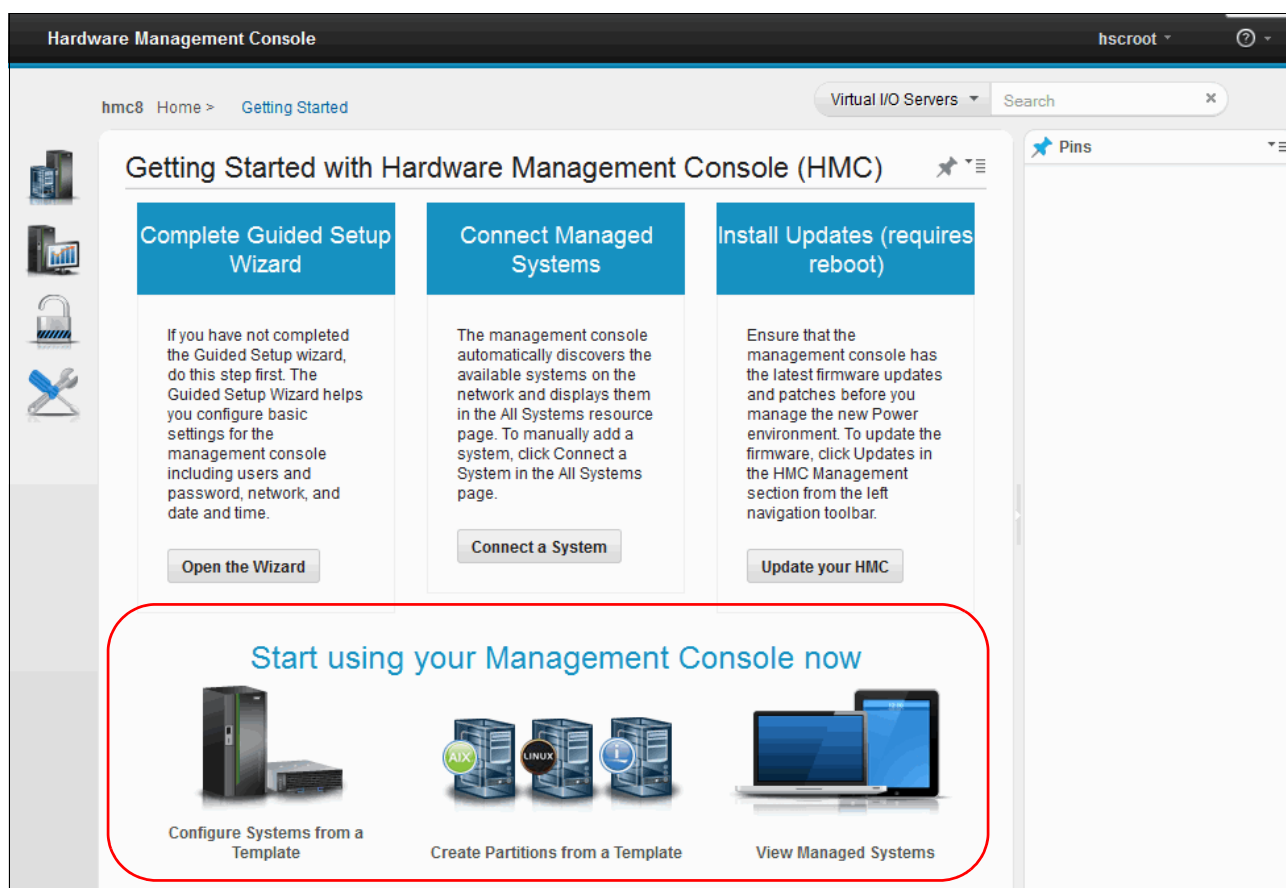 Hardware Management Console
hscroot
?
hmc8 Home > Getting Started
Virtual I/O Servers
Search
×
Pins
Getting Started with Hardware Management Console (HMC)
Complete Guided Setup
Wizard
If you have not completed
the Guided Setup wizard,
do this step first. The
Guided Setup Wizard helps
you configure basic
settings for the
management console
including users and
password, network, and
date and time.
Open the Wizard
Connect Managed
Systems
The management console
automatically discovers the
available systems on the
network and displays them
in the All Systems resource
page. To manually add a
system, click Connect a
System in the All Systems
page.
Connect a System
Install Updates (requires
reboot)
Ensure that the
management console has
the latest firmware updates
and patches before you
manage the new Power
environment. To update the
firmware, click Updates in
the HMC Management
section from the left
navigation toolbar.
Update your HMC
Start using your Management Console now
AIX
LINUX
i
Configure Systems from a
Template
Create Partitions from a Template
View Managed Systems